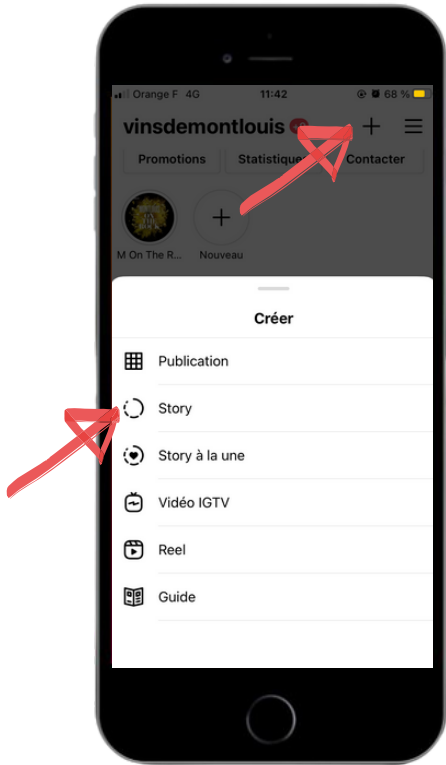 Orange F 4G 11:42 68 %
vinsdemontlouis
Promotions Statistiques Contacter
M On The R... Nouveau
Créer
Publication
Story
Story à la une
Vidéo IGTV
Reel
Guide